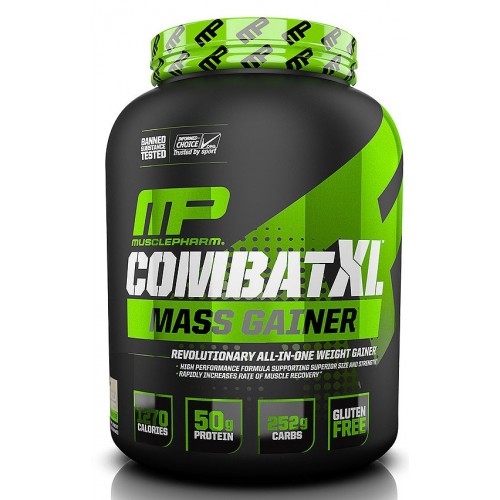 MP
BANNED
SUBSTANCE
TESTED
INFORMED-
CHOICE
Trusted by sport
MP
MUSCLEPHARM®
COMBAT XL
MASS GAINER
REVOLUTIONARY ALL-IN-ONE WEIGHT GAINER
• HIGH PERFORMANCE FORMULA SUPPORTING SUPERIOR SIZE AND STRENGTH
• RAPIDLY INCREASES RATE OF MUSCLE RECOVERY
1270
CALORIES
50g
PROTEIN
252g
CARBS
GLUTEN
FREE